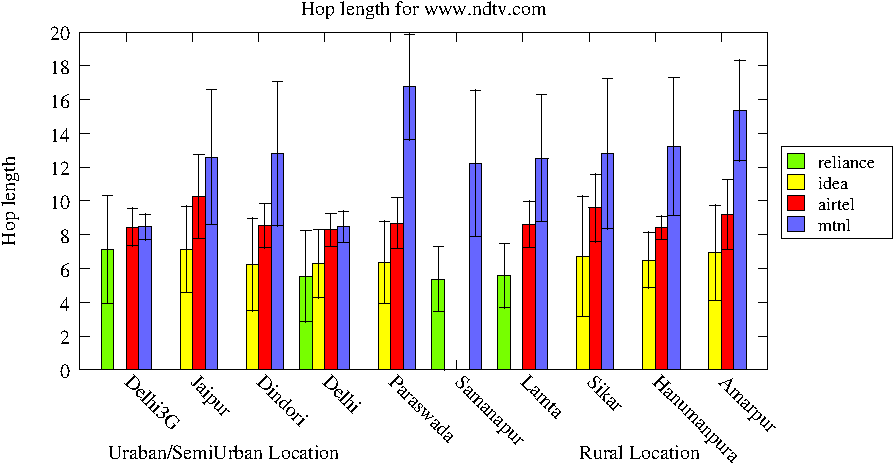 Hop length for www.ndtv.com
Hop length
20
18
16
14
12
10
8
6
4
2
0
reliance
idea
airtel
mtnl
Delhi3G
Jaipur
Dindori
Delhi
Paraswada
Samanapur
Lamta
Sikar
Hanumanpura
Amarpur
Uraban/SemiUrban Location
Rural Location